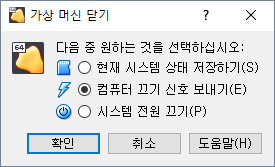 가상 머신 닫기
64
다음 중 원하는 것을 선택하십시오:
현재 시스템 상태 저장하기(S)
컴퓨터 끄기 신호 보내기(E)
시스템 전원 끄기(P)
확인 취소 도움말(H)